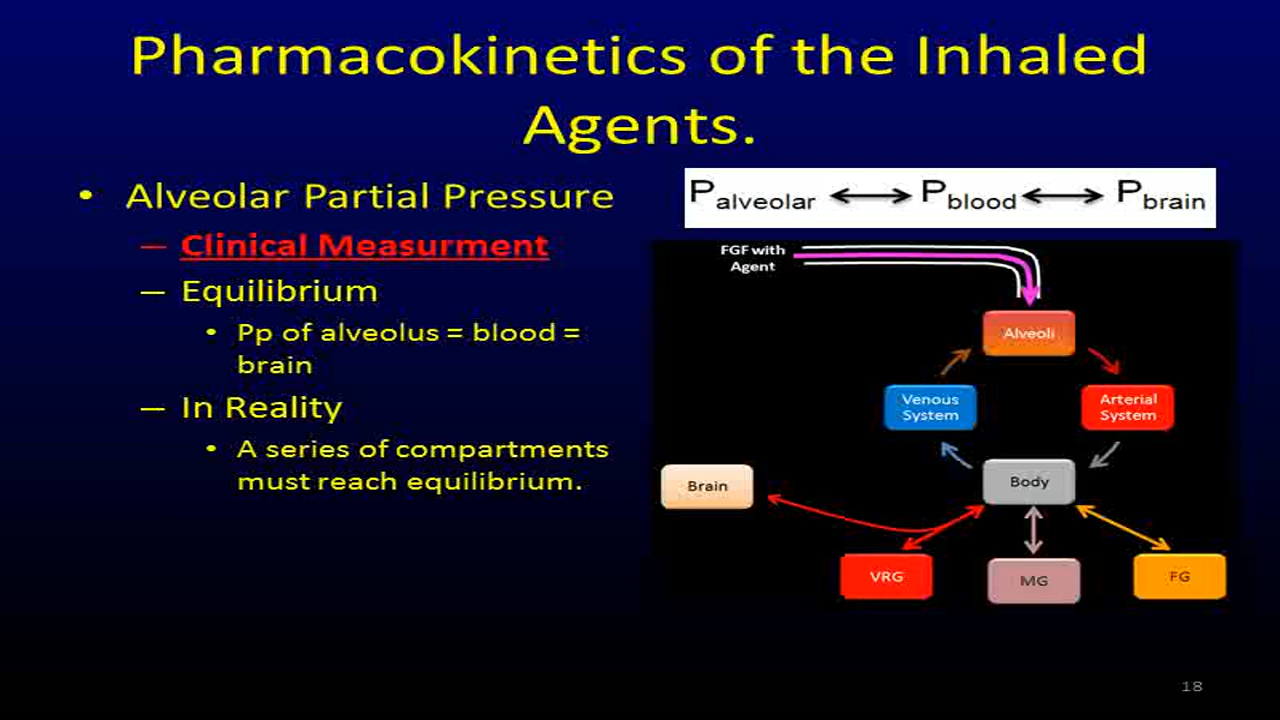 Pharmacokinetics of the Inhaled
Agents.
• Alveolar Partial Pressure
– Clinical Measurment
– Equilibrium
• Pp of alveolus = blood =
brain
– In Reality
• A series of compartments
must reach equilibrium.
Palveolar ↔ Pblood ↔ Pbrain
FGF with
Agent
Alveoli
Venous
System
Arterial
System
Brain
Body
VRG
MG
FG
18